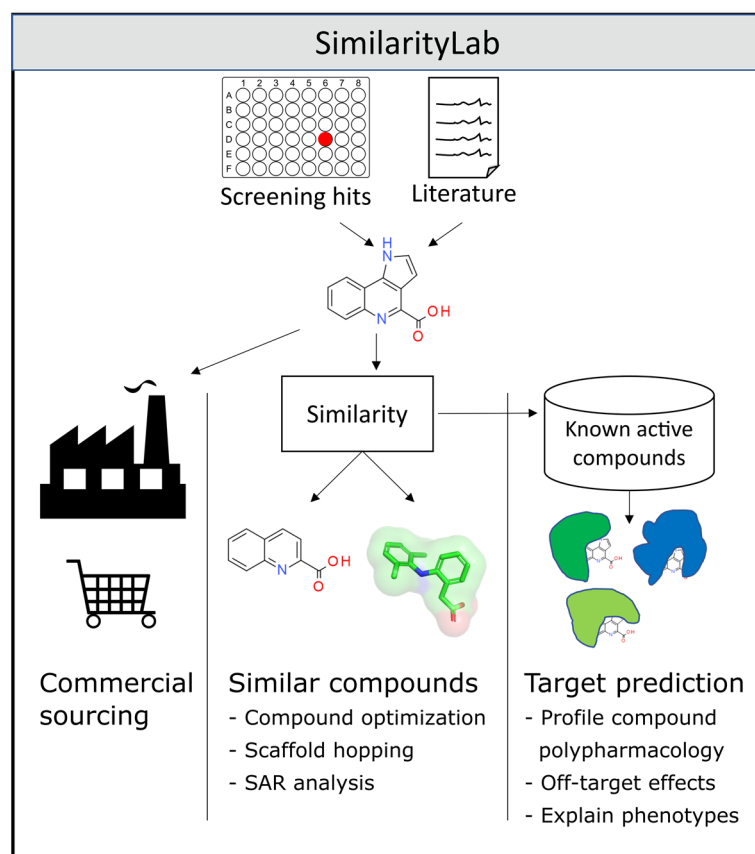 SimilarityLab
1 2 3 4 5 6 7 8
A
B
C
D
E
F
Screening hits
Literature
H
N
N
OH
O
Similarity
Known active
compounds
N
O
OH
Commercial
sourcing
Similar compounds
- Compound optimization
- Scaffold hopping
- SAR analysis
Target prediction
- Profile compound
polypharmacology
- Off-target effects
- Explain phenotypes